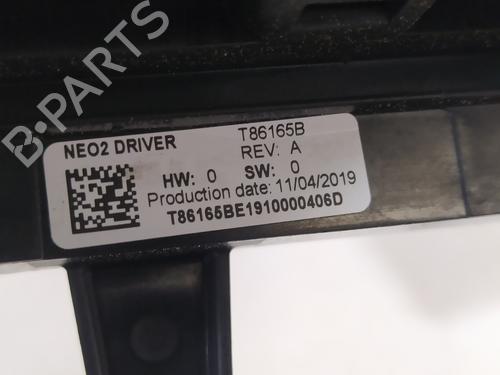 NEO2 DRIVER
T86165B
REV: A
HW: 0 SW: 0
Production date: 11/04/2019
T86165BE1910000406D
B-PARTS